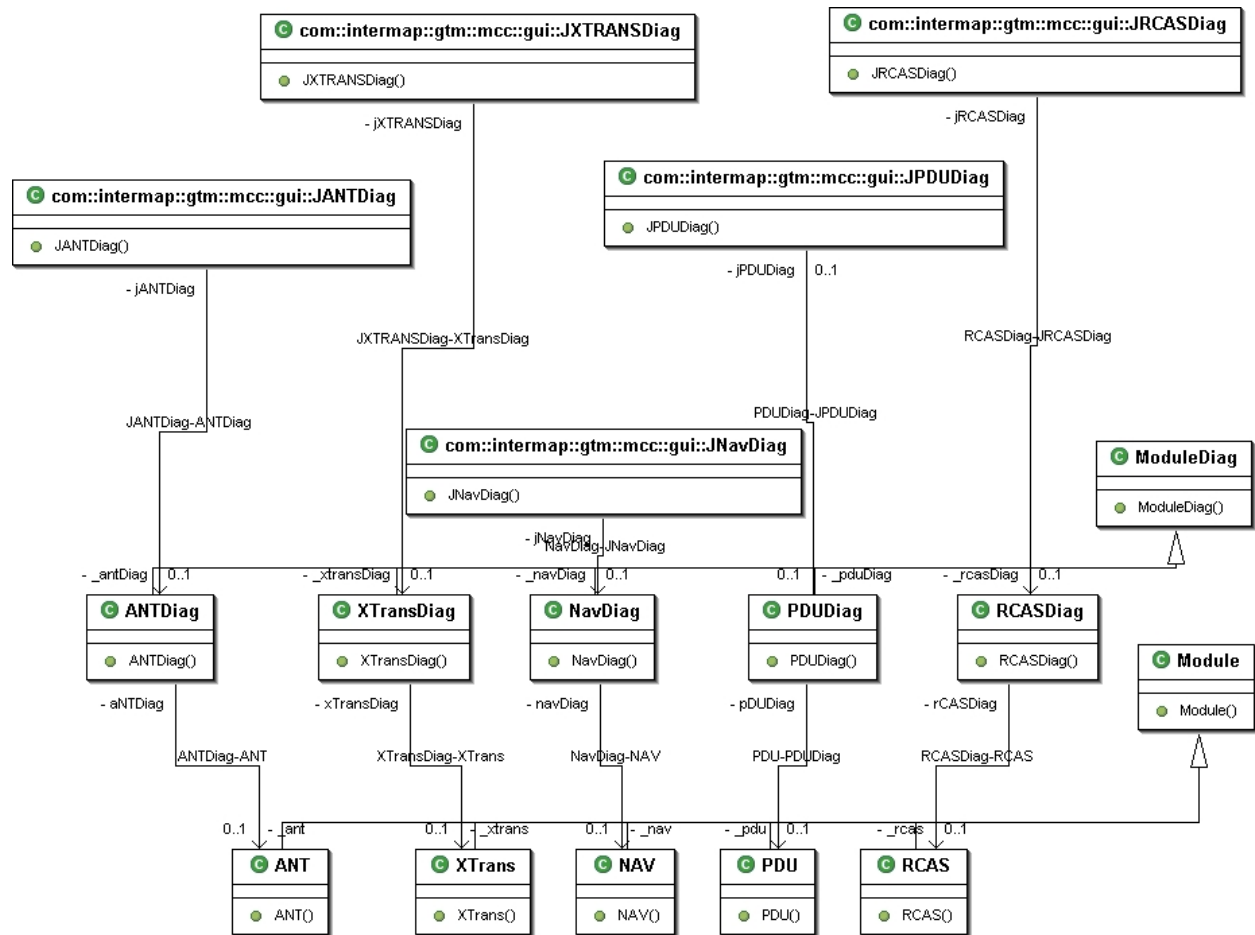 com::intermap::gtm::mcc::gui::JXTRANSDiag
JXTRANSDiag()
com::intermap::gtm::mcc::gui::JRCASDiag
JRCASDiag()
- jXTRANSDiag
- jRCASDiag
com::intermap::gtm::mcc::gui::JANTDiag
JANTDiag()
com::intermap::gtm::mcc::gui::JPDUDiag
JPDUDiag()
- jANTDiag
- jPDUDiag 0..1
JXTRANSDiag-XTransDiag
RCASDiag-JRCASDiag
JANTDiag-ANTDiag
PDUDiag-JPDUDiag
com::intermap::gtm::mcc::gui::JNavDiag
JNavDiag()
ModuleDiag
ModuleDiag()
- jNavDiag
NavDiag-JNavDiag
- _antDiag 0..1
- _xtransDiag 0..1
- _navDiag 0..1
0..1 - _pduDiag
- _rcasDiag 0..1
ANTDiag
ANTDiag()
XTransDiag
XTransDiag()
NavDiag
NavDiag()
PDUDiag
PDUDiag()
RCASDiag
RCASDiag()
Module
Module()
- aNTDiag
- xTransDiag
- navDiag
- pDUDiag
- rCASDiag
ANTDiag-ANT
XTransDiag-XTrans
NavDiag-NAV
PDU-PDUDiag
RCASDiag-RCAS
0..1 - _ant
0..1 - _xtrans
0..1 - _nav
- _pdu 0..1
- _rcas 0..1
ANT
ANT()
XTrans
XTrans()
NAV
NAV()
PDU
PDU()
RCAS
RCAS()